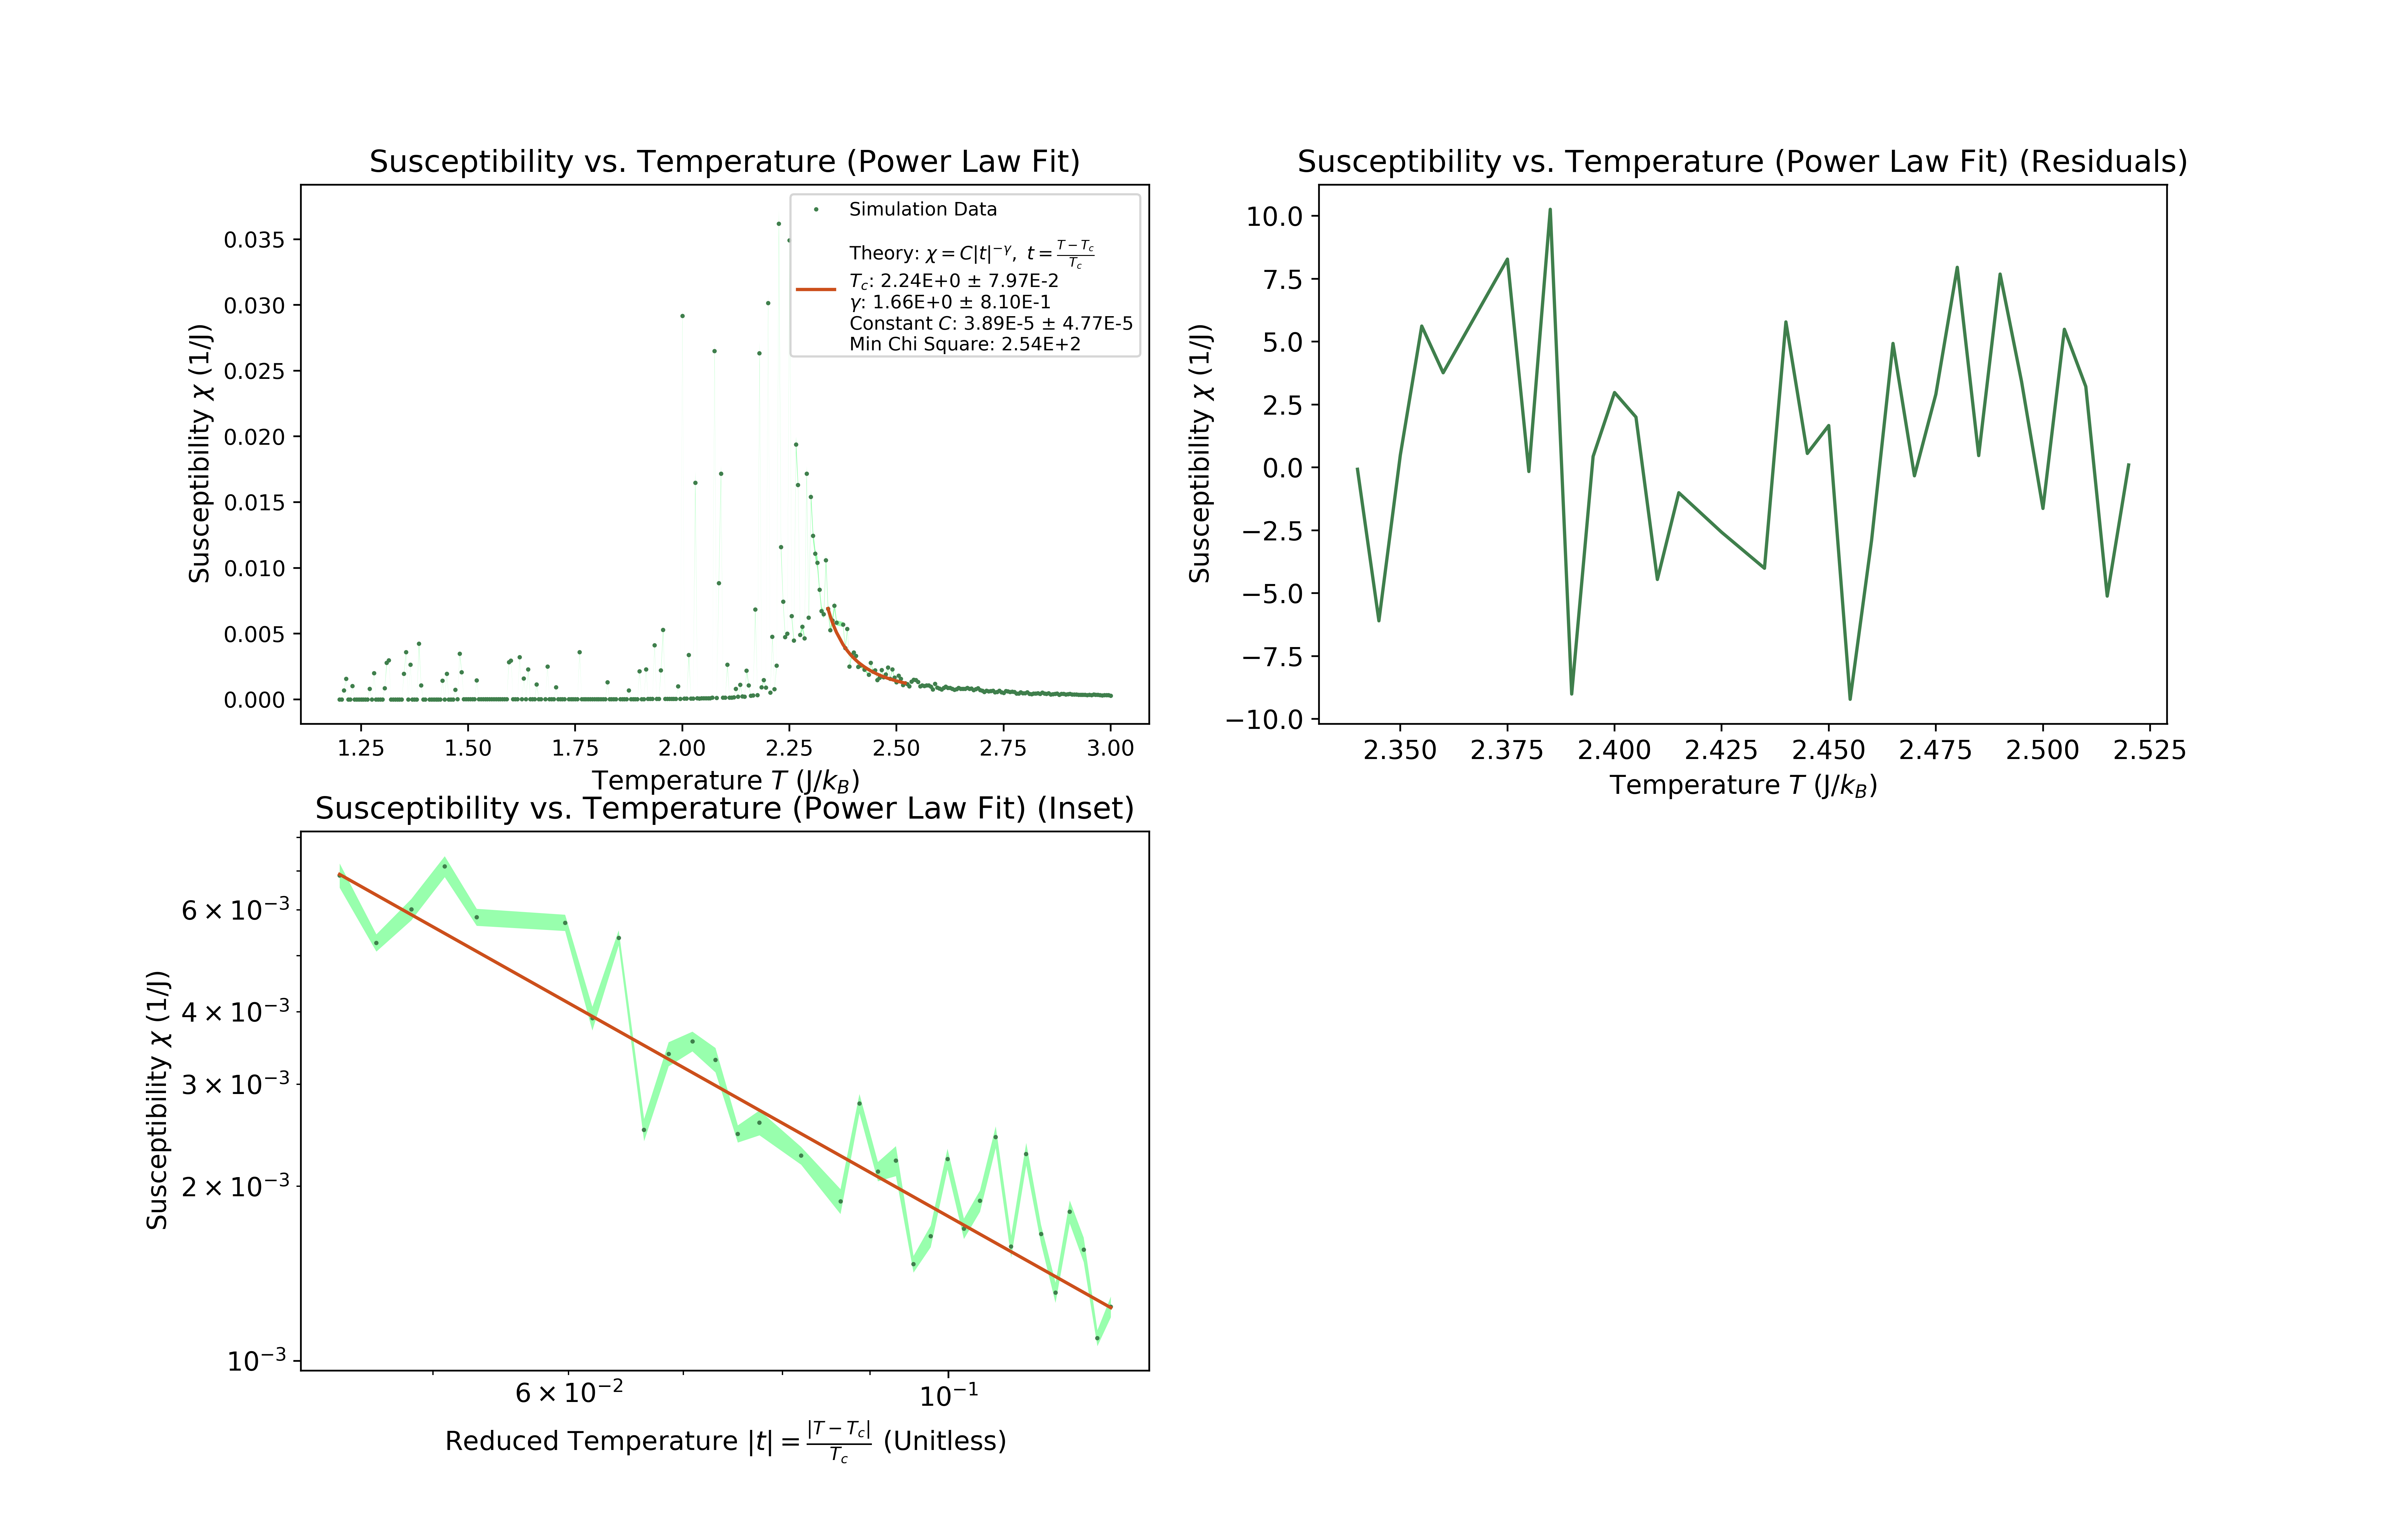 Susceptibility vs. Temperature (Power Law Fit)
Susceptibility χ (1/J)
0.035
0.030
0.025
0.020
0.015
0.010
0.005
0.000
Simulation Data
Theory: χ = C|t|^{−γ}, t = \frac{T−T_c}{T_c}
T_c: 2.24E+0 ± 7.97E-2
γ: 1.66E+0 ± 8.10E-1
Constant C: 3.89E-5 ± 4.77E-5
Min Chi Square: 2.54E+2
1.25 1.50 1.75 2.00 2.25 2.50 2.75 3.00
Temperature T (J/k_B)
Susceptibility vs. Temperature (Power Law Fit) (Residuals)
Susceptibility χ (1/J)
10.0
7.5
5.0
2.5
0.0
−2.5
−5.0
−7.5
−10.0
2.350 2.375 2.400 2.425 2.450 2.475 2.500 2.525
Temperature T (J/k_B)
Susceptibility vs. Temperature (Power Law Fit) (Inset)
Susceptibility χ (1/J)
6 × 10^{−3}
4 × 10^{−3}
3 × 10^{−3}
2 × 10^{−3}
10^{−3}
6 × 10^{−2} 10^{−1}
Reduced Temperature |t| = \frac{|T−T_c|}{T_c} (Unitless)